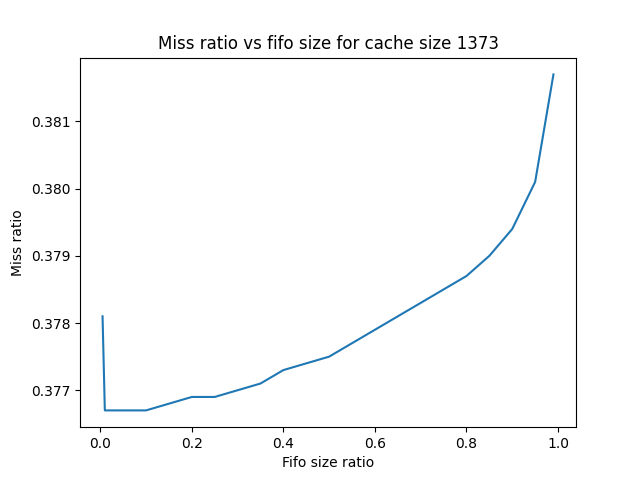 Miss ratio vs fifo size for cache size 1373
Miss ratio
0.381
0.380
0.379
0.378
0.377
0.0 0.2 0.4 0.6 0.8 1.0
Fifo size ratio